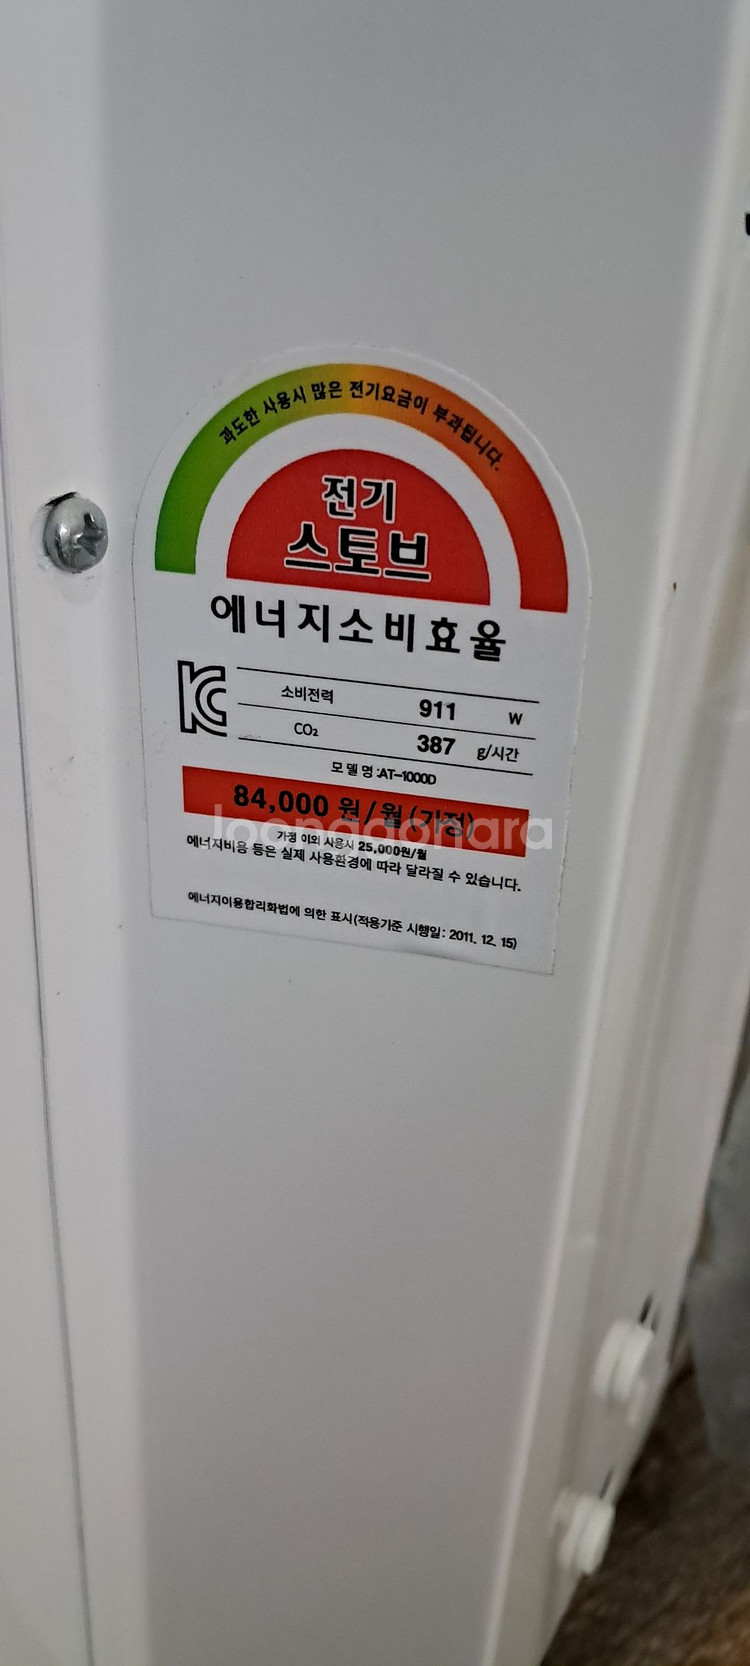 과도한 사용시 많은 전기요금이 부과됩니다.
전기
스토브
에너지소비효율
소비전력 911 W
CO₂ 387 g/시간
모델명:AT-1000D
84,000 원/월(가정)
가정 이외 사용시 25,000원/월
에너지비용 등은 실제 사용환경에 따라 달라질 수 있습니다.
에너지이용합리화법에 의한 표시(적용기준 시행일: 2011. 12. 15)